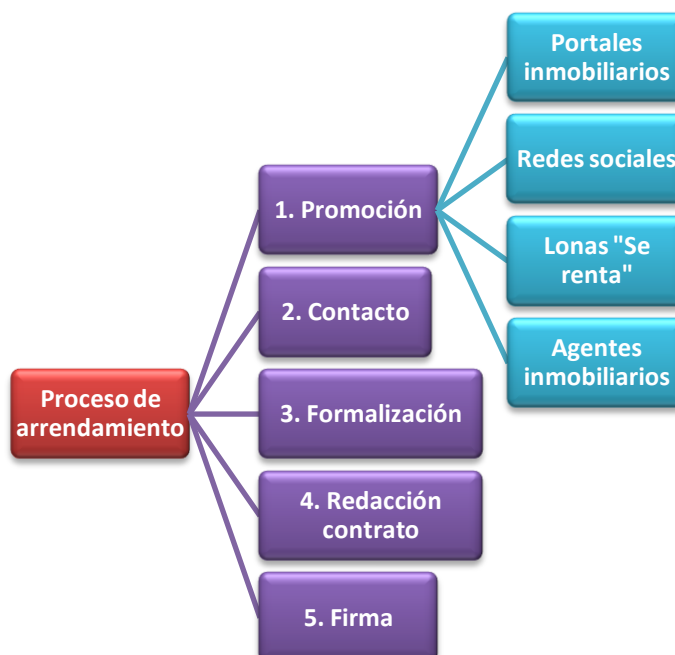 Proceso de
arrendamiento
1. Promoción
Portales
inmobiliarios
Redes sociales
Lonas "Se
renta"
Agentes
inmobiliarios
2. Contacto
3. Formalización
4. Redacción
contrato
5. Firma